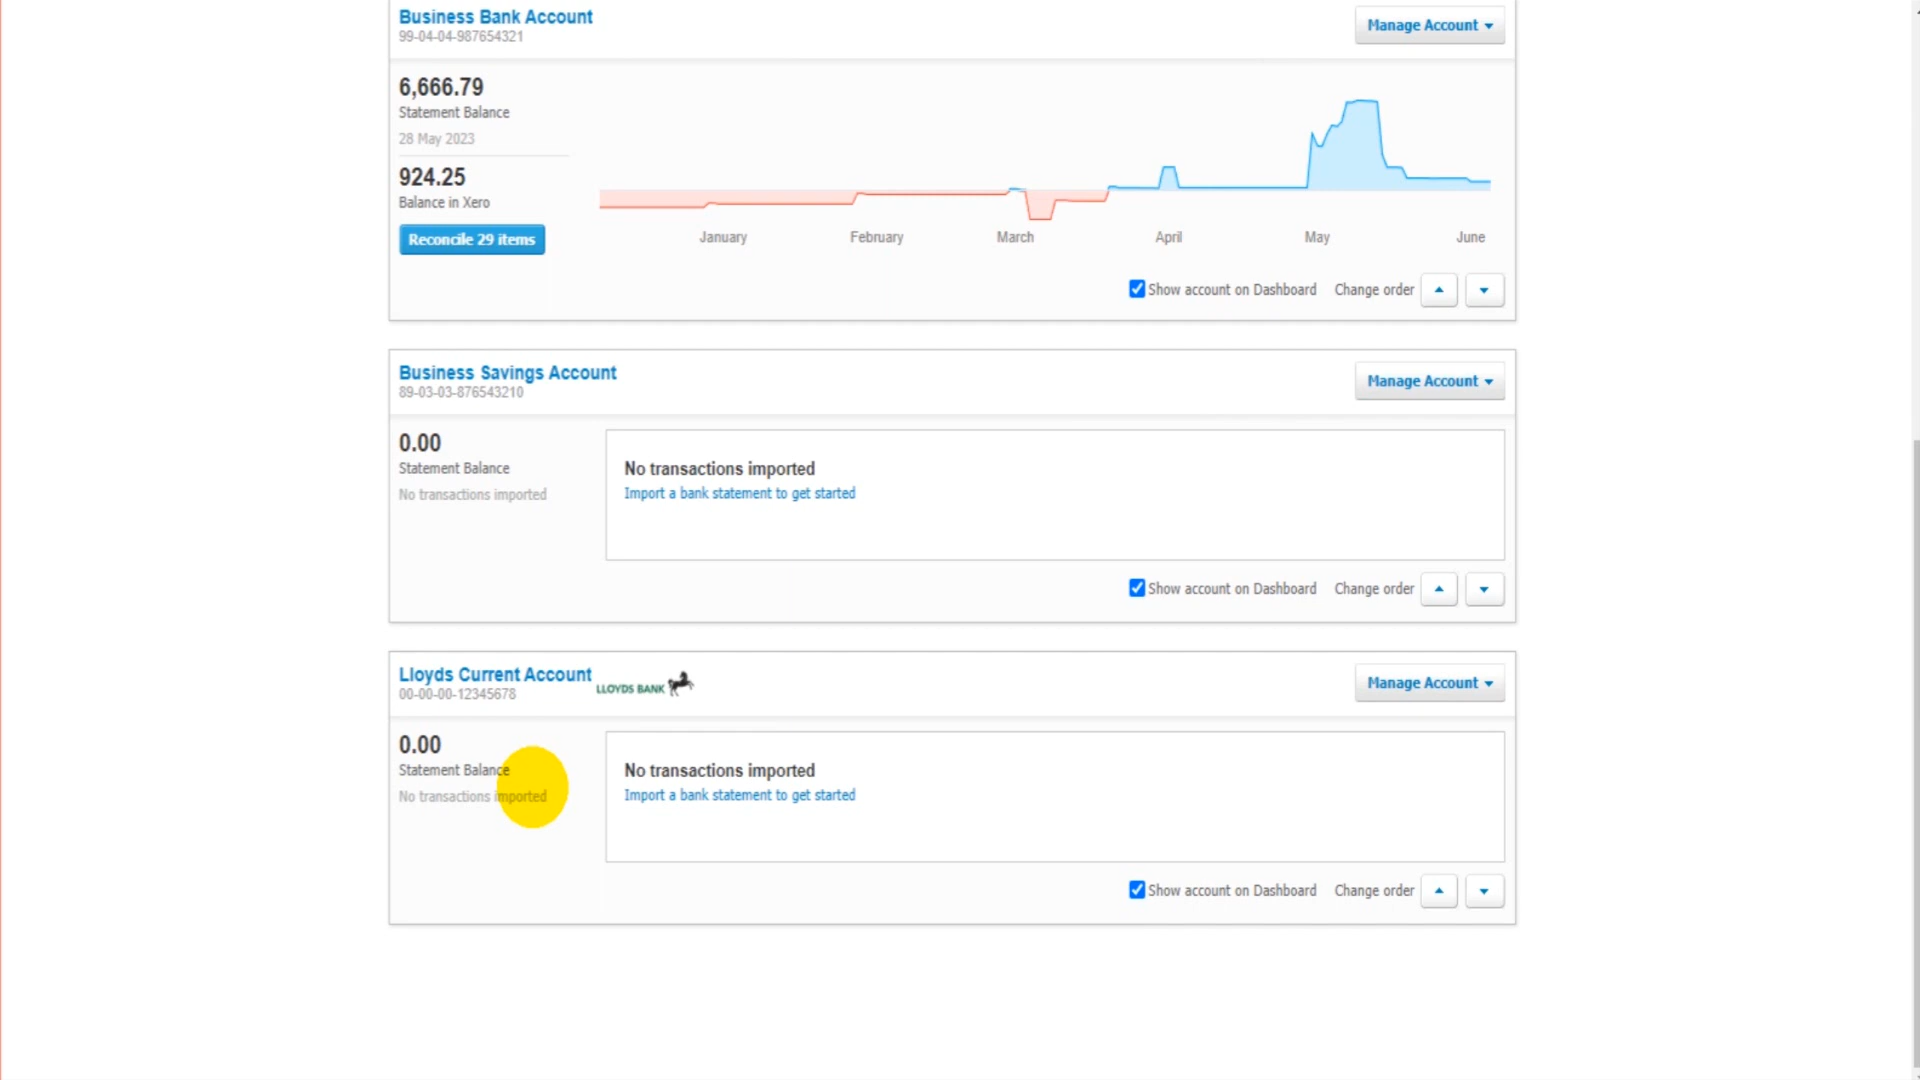 Business Bank Account
99-04-04-987654321
Manage Account
6,666.79
Statement Balance
28 May 2023
924.25
Balance in Xero
Reconcile 29 items
January February March April May June
Show account on Dashboard Change order
Business Savings Account
89-03-03-876543210
Manage Account
0.00
Statement Balance
No transactions imported
No transactions imported
Import a bank statement to get started
Show account on Dashboard Change order
Lloyds Current Account
LLOYDS BANK
00-00-00-12345678
Manage Account
0.00
Statement Balance
No transactions imported
No transactions imported
Import a bank statement to get started
Show account on Dashboard Change order